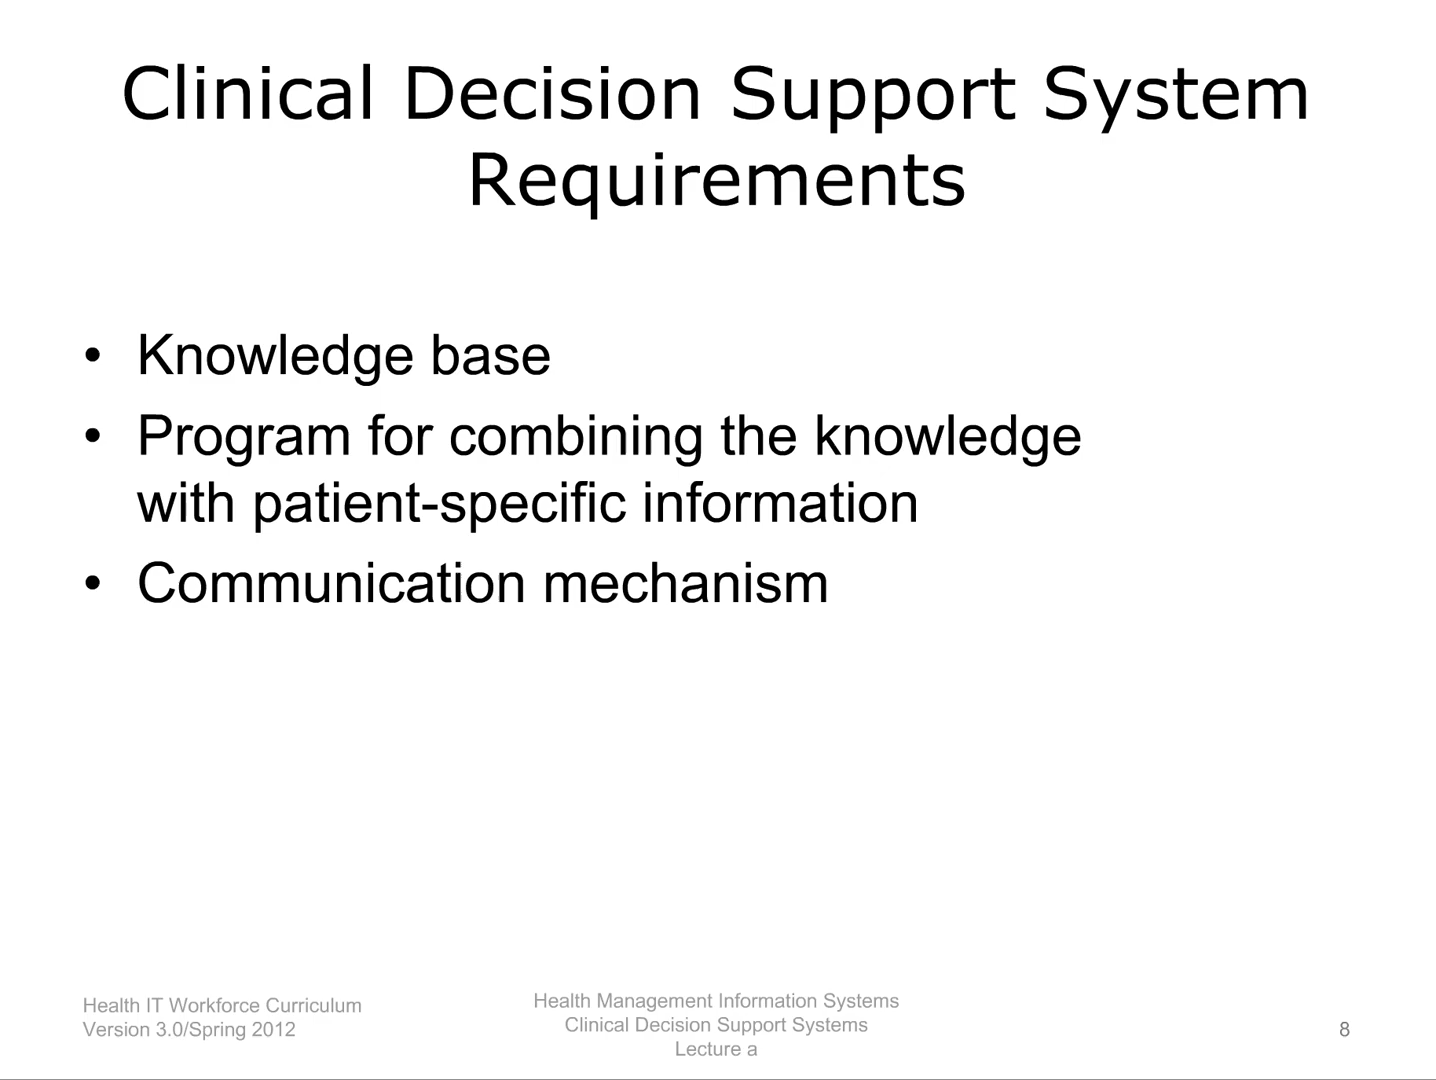 Clinical Decision Support System
Requirements
• Knowledge base
• Program for combining the knowledge
with patient-specific information
• Communication mechanism
Health IT Workforce Curriculum
Version 3.0/Spring 2012
Health Management Information Systems
Clinical Decision Support Systems
Lecture a
8